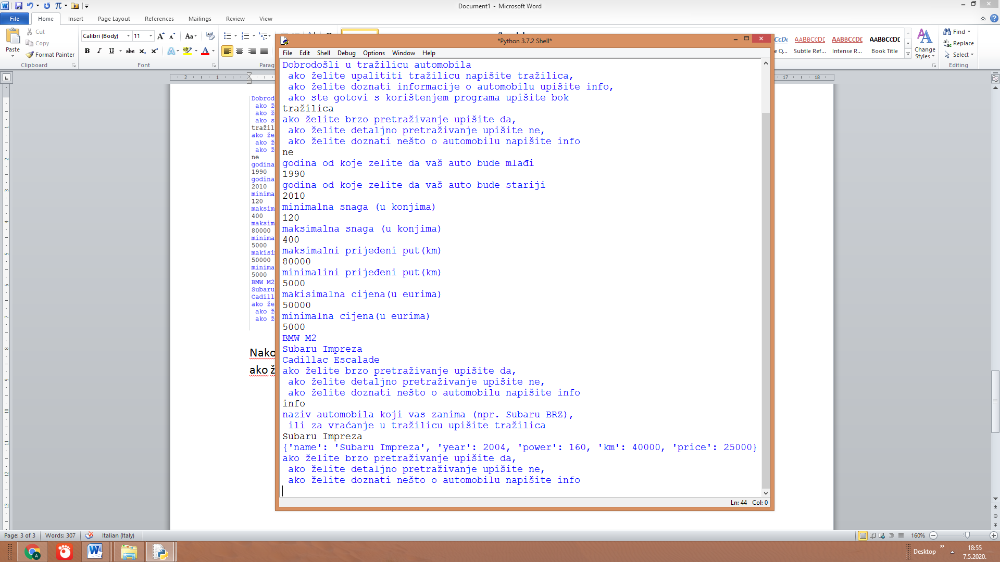 Document1 - Microsoft Word
File Home Insert Page Layout References Mailings Review View
Paste
Cut
Copy
Format Painter
Clipboard
Calibri (Body) 11
Font
Parag
Subtle Ref...
Intense R...
Book Title
Change Styles
Find
Replace
Select
Editing
*Python 3.7.2 Shell*
File Edit Shell Debug Options Window Help
Dobrodošli u tražilicu automobila
ako želite upalititi tražilicu napišite tražilica,
ako želite doznati informacije o automobilu upišite info,
ako ste gotovi s korištenjem programa upišite bok
tražilica
ako želite brzo pretraživanje upišite da,
ako želite detaljno pretraživanje upišite ne,
ako želite doznati nešto o automobilu napišite info
ne
godina od koje zelite da vaš auto bude mlađi
1990
godina od koje zelite da vaš auto bude stariji
2010
minimalna snaga (u konjima)
120
maksimalna snaga (u konjima)
400
maksimalni prijeđeni put(km)
80000
minimalini prijeđeni put(km)
5000
makisimalna cijena(u eurima)
50000
minimalna cijena(u eurima)
5000
BMW M2
Subaru Impreza
Cadillac Escalade
ako želite brzo pretraživanje upišite da,
ako želite detaljno pretraživanje upišite ne,
ako želite doznati nešto o automobilu napišite info
info
naziv automobila koji vas zanima (npr. Subaru BRZ),
ili za vraćanje u tražilicu upišite tražilica
Subaru Impreza
{'name': 'Subaru Impreza', 'year': 2004, 'power': 160, 'km': 40000, 'price': 25000}
ako želite brzo pretraživanje upišite da,
ako želite detaljno pretraživanje upišite ne,
ako želite doznati nešto o automobilu napišite info
Ln: 44 Col: 0
Dobrod
ako ž
ako ž
ako s
tražil
ako že
ako ž
ako ž
ne
godina
1990
godina
2010
minima
120
maksim
400
maksim
80000
minima
5000
makisi
50000
minima
5000
BMW M2
Subaru
Cadill
ako že
ako ž
ako ž
Nako
ako ž
Page: 3 of 3 Words: 307 Italian (Italy) 160%
Desktop
18:55
7.5.2020.